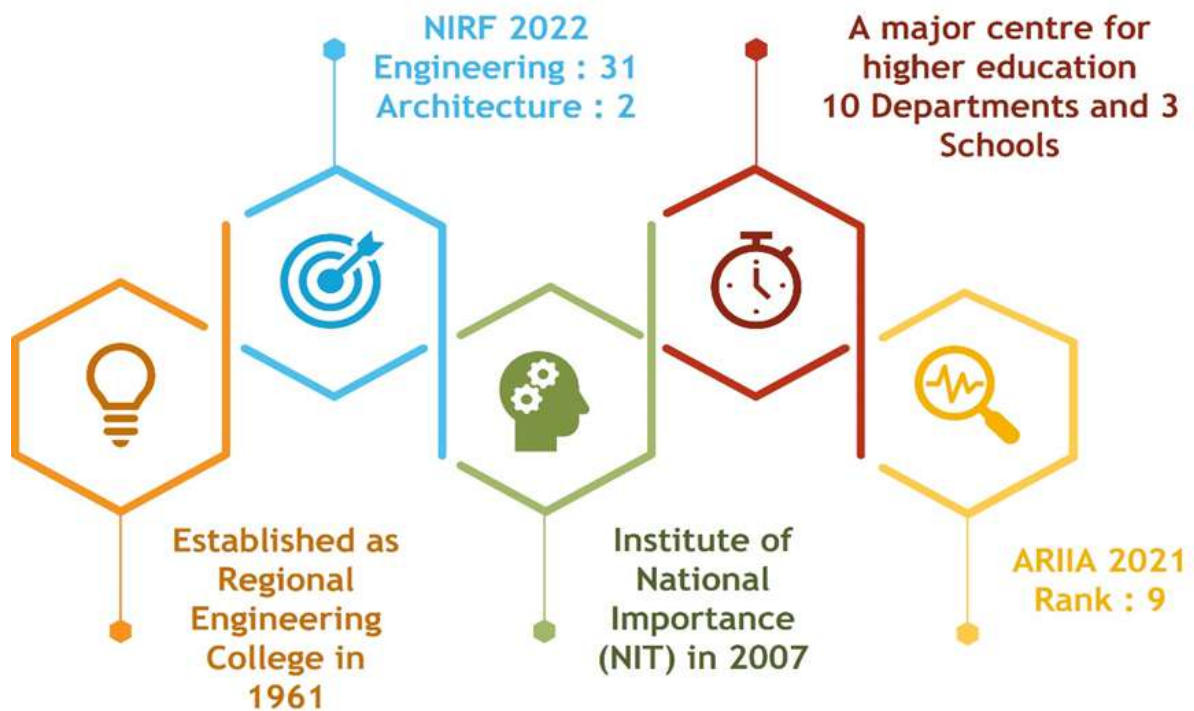 NIRF 2022
Engineering : 31
Architecture : 2
A major centre for
higher education
10 Departments and 3
Schools
Established as
Regional
Engineering
College in
1961
Institute of
National
Importance
(NIT) in 2007
ARIIA 2021
Rank : 9